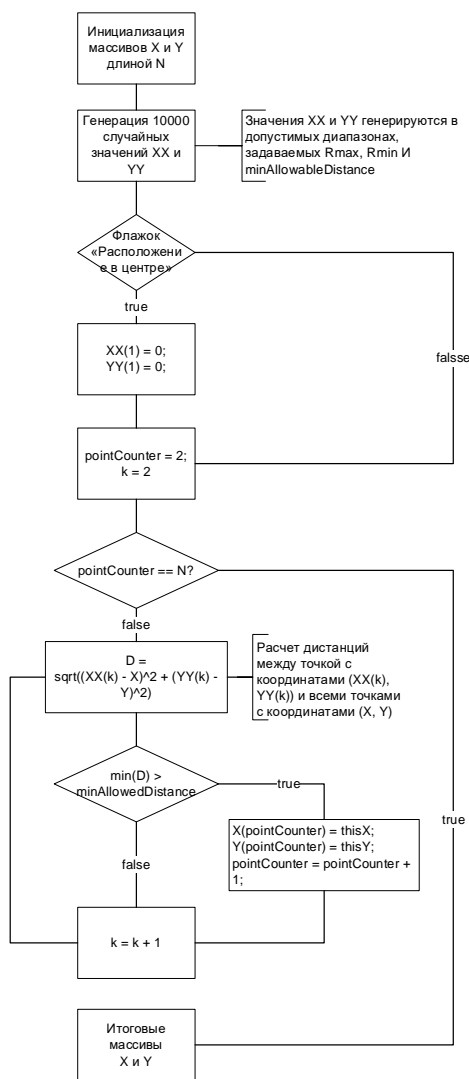 Инициализация
массивов X и Y
длиной N
Генерация 10000
случайных
значений XX и
YY
Значения XX и YY генерируются в
допустимых диапазонах,
задаваемых Rmax, Rmin И
minAllowableDistance
Флажок
«Расположени
е в центре»
true
falsse
XX(1) = 0;
YY(1) = 0;
pointCounter = 2;
k = 2
pointCounter == N?
false
D =
sqrt((XX(k) - X)^2 + (YY(k) -
Y)^2)
Расчет дистанций
между точкой с
координатами (XX(k),
YY(k)) и всеми точками
с координатами (X, Y)
min(D) >
minAllowedDistance
true
true
X(pointCounter) = thisX;
Y(pointCounter) = thisY;
pointCounter = pointCounter +
1;
false
k = k + 1
Итоговые
массивы
X и Y